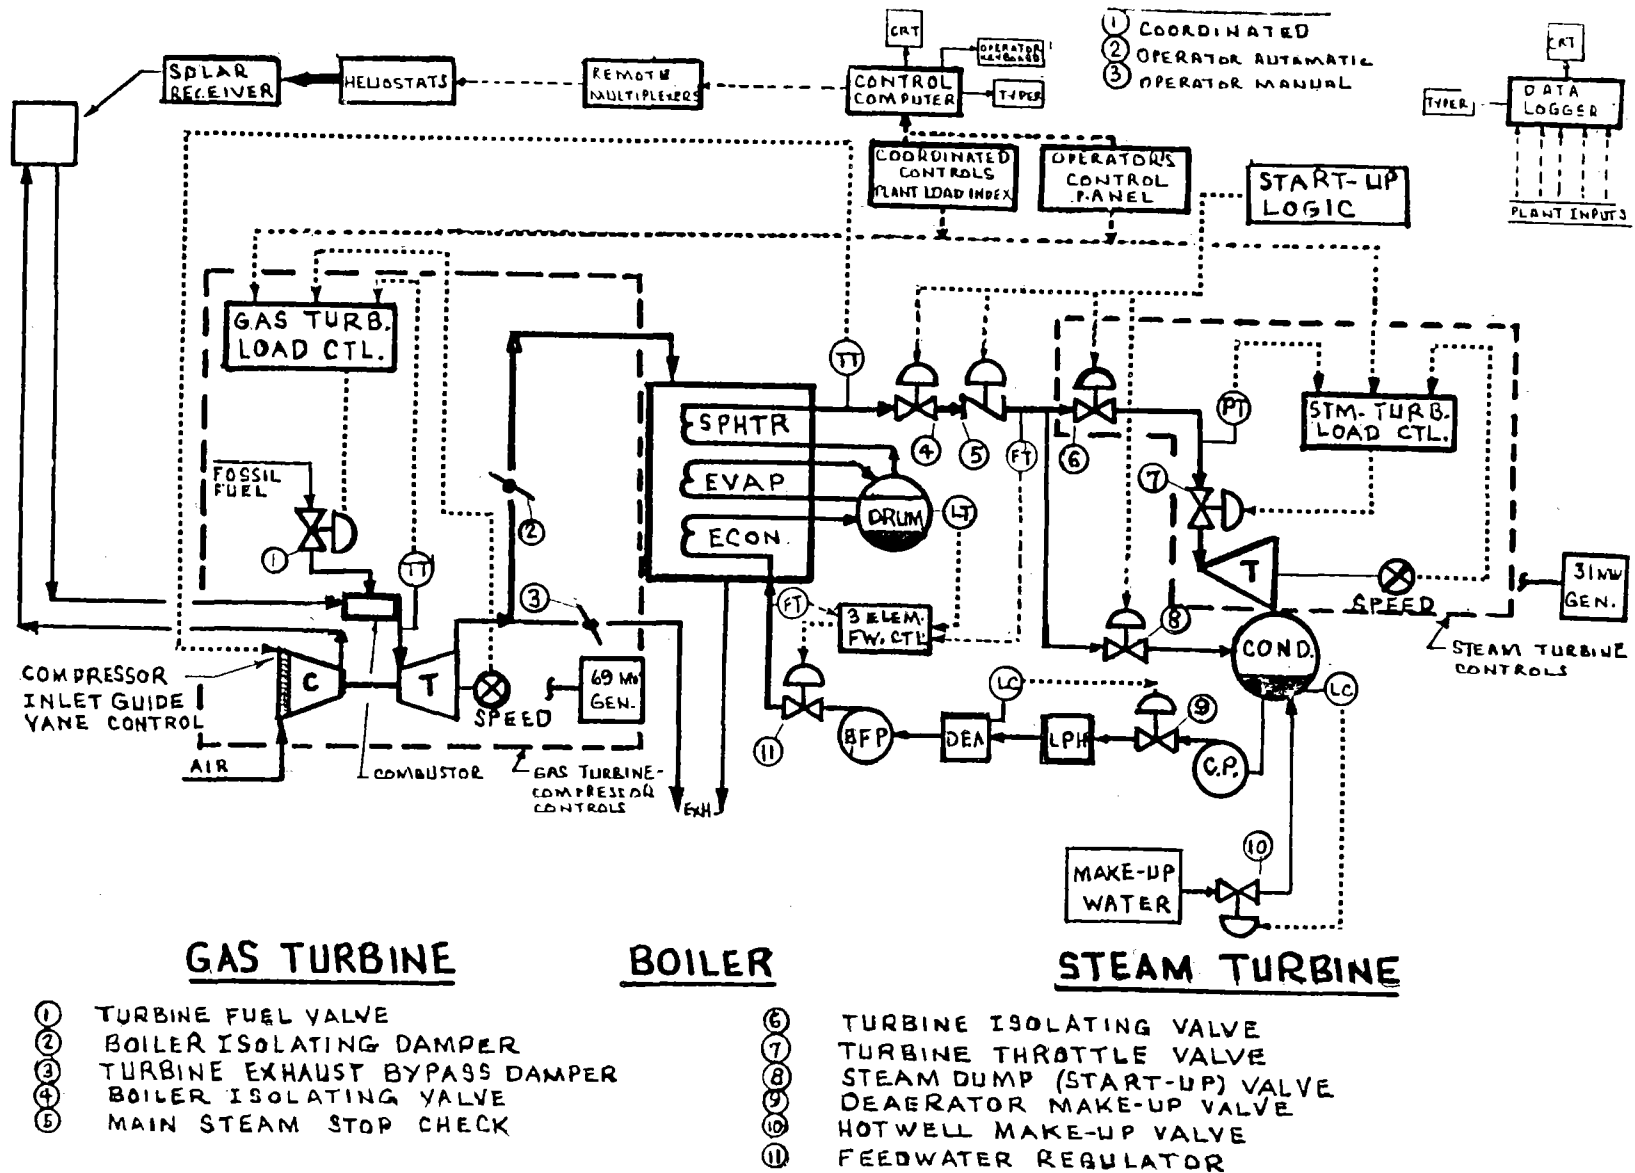 CRT
OPERATOR KEYBOARD
① COORDINATED
② OPERATOR AUTOMATIC
③ OPERATOR MANUAL
CRT
SOLAR
RECEIVER
HELIOSTATS
REMOTE
MULTIPLEXERS
CONTROL
COMPUTER
TYPER
TYPER
DATA
LOGGER
COORDINATED
CONTROLS
PLANT LOAD INDEX
OPERATOR'S
CONTROL
PANEL
START-UP
LOGIC
PLANT INPUTS
GAS TURB.
LOAD CTL.
TT
SPHTR
EVAP
ECON.
DRUM
LT
④
⑤
FT
⑥
PT
STM. TURB.
LOAD CTL.
⑦
FOSSIL
FUEL
①
TT
②
③
FT
3 ELEM.
FW. CTL.
⑧
T
SPEED
31 MW
GEN.
STEAM TURBINE
CONTROLS
COND.
LC
COMPRESSOR
INLET GUIDE
VANE CONTROL
C
T
SPEED
69 MW
GEN.
AIR
COMBUSTOR
GAS TURBINE-
COMPRESSOR
CONTROLS
EXH
⑪
BFP
DEA
LC
LPH
⑨
C.P.
MAKE-UP
WATER
⑩
GAS TURBINE
BOILER
STEAM TURBINE
① TURBINE FUEL VALVE
② BOILER ISOLATING DAMPER
③ TURBINE EXHAUST BYPASS DAMPER
④ BOILER ISOLATING VALVE
⑤ MAIN STEAM STOP CHECK
⑥ TURBINE ISOLATING VALVE
⑦ TURBINE THROTTLE VALVE
⑧ STEAM DUMP (START-UP) VALVE
⑨ DEAERATOR MAKE-UP VALVE
⑩ HOTWELL MAKE-UP VALVE
⑪ FEEDWATER REGULATOR